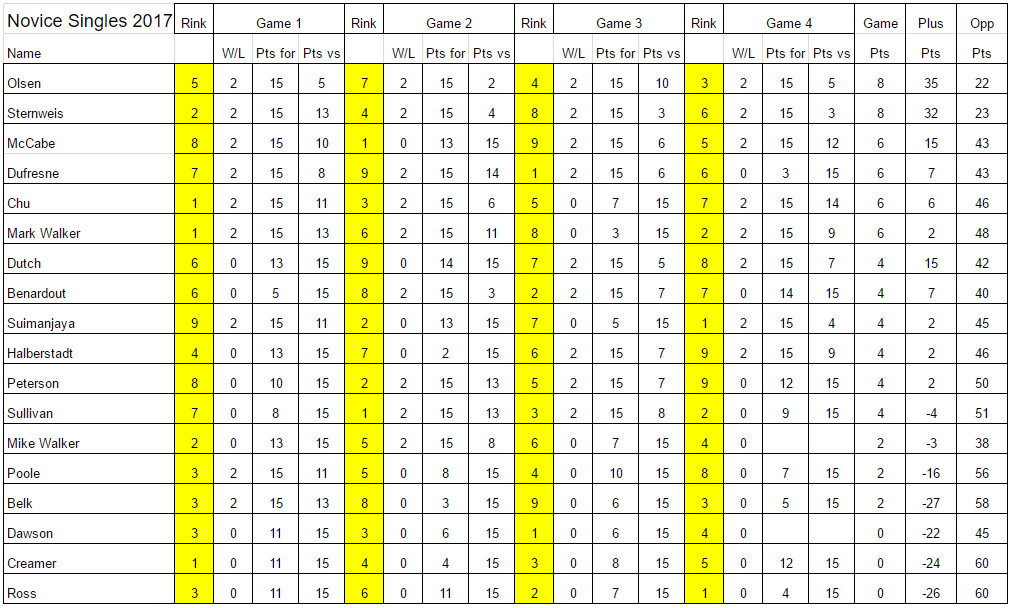 Novice Singles 2017 Rink Game 1 Rink Game 2 Rink Game 3 Rink Game 4 Game Plus Opp
Name W/L Pts for Pts vs W/L Pts for Pts vs W/L Pts for Pts vs W/L Pts for Pts vs Pts Pts Pts
Olsen 5 2 15 5 7 2 15 2 4 2 15 10 3 2 15 5 8 35 22
Sternweis 2 2 15 13 4 2 15 4 8 2 15 3 6 2 15 3 8 32 23
McCabe 8 2 15 10 1 0 13 15 9 2 15 6 5 2 15 12 6 15 43
Dufresne 7 2 15 8 9 2 15 14 1 2 15 6 6 0 3 15 6 7 43
Chu 1 2 15 11 3 2 15 6 5 0 7 15 7 2 15 14 6 6 46
Mark Walker 1 2 15 13 6 2 15 11 8 0 3 15 2 2 15 9 6 2 48
Dutch 6 0 13 15 9 0 14 15 7 2 15 5 8 2 15 7 4 15 42
Benardout 6 0 5 15 8 2 15 3 2 2 15 7 7 0 14 15 4 7 40
Suimanjaya 9 2 15 11 2 0 13 15 7 0 5 15 1 2 15 4 4 2 45
Halberstadt 4 0 13 15 7 0 2 15 6 2 15 7 9 2 15 9 4 2 46
Peterson 8 0 10 15 2 2 15 13 5 2 15 7 9 0 12 15 4 2 50
Sullivan 7 0 8 15 1 2 15 13 3 2 15 8 2 0 9 15 4 -4 51
Mike Walker 2 0 13 15 5 2 15 8 6 0 7 15 4 0 2 -3 38
Poole 3 2 15 11 5 0 8 15 4 0 10 15 8 0 7 15 2 -16 56
Belk 3 2 15 13 8 0 3 15 9 0 6 15 3 0 5 15 2 -27 58
Dawson 3 0 11 15 3 0 6 15 1 0 6 15 4 0 0 -22 45
Creamer 1 0 11 15 4 0 4 15 3 0 8 15 5 0 12 15 0 -24 60
Ross 3 0 11 15 6 0 11 15 2 0 7 15 1 0 4 15 0 -26 60